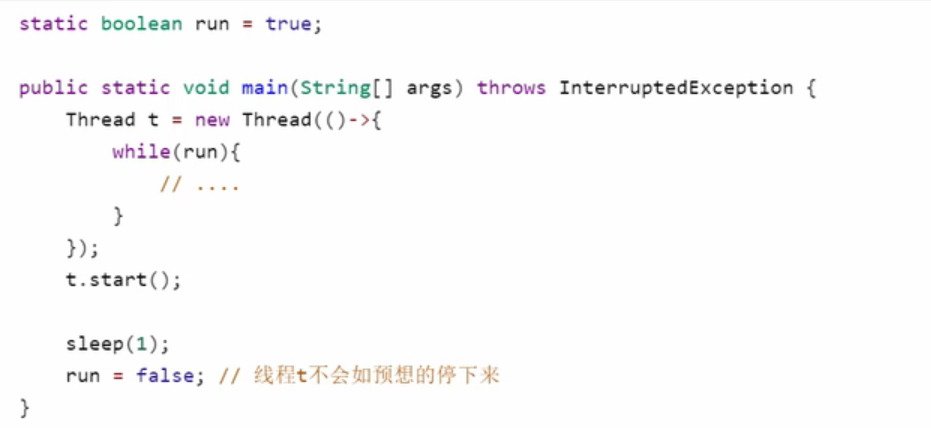 static boolean run = true;
public static void main(String[] args) throws InterruptedException {
Thread t = new Thread(()->{
while(run){
// ....
}
});
t.start();
sleep(1);
run = false; // 线程t不会如预想的停下来
}